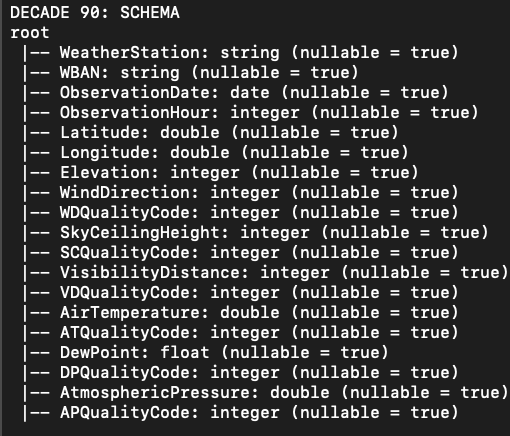 DECADE 90: SCHEMA
root
|-- WeatherStation: string (nullable = true)
|-- WBAN: string (nullable = true)
|-- ObservationDate: date (nullable = true)
|-- ObservationHour: integer (nullable = true)
|-- Latitude: double (nullable = true)
|-- Longitude: double (nullable = true)
|-- Elevation: integer (nullable = true)
|-- WindDirection: integer (nullable = true)
|-- WDQualityCode: integer (nullable = true)
|-- SkyCeilingHeight: integer (nullable = true)
|-- SCQualityCode: integer (nullable = true)
|-- VisibilityDistance: integer (nullable = true)
|-- VDQualityCode: integer (nullable = true)
|-- AirTemperature: double (nullable = true)
|-- ATQualityCode: integer (nullable = true)
|-- DewPoint: float (nullable = true)
|-- DPQualityCode: integer (nullable = true)
|-- AtmosphericPressure: double (nullable = true)
|-- APQualityCode: integer (nullable = true)